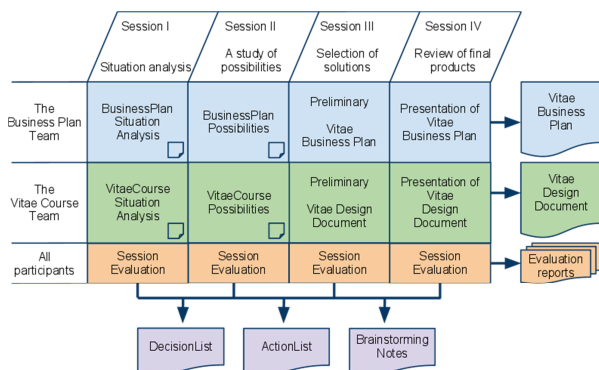 Session I
Situation analysis
Session II
A study of
possibilities
Session III
Selection of
solutions
Session IV
Review of final
products
The
Business Plan
Team
BusinessPlan
Situation
Analysis
BusinessPlan
Possibilities
Preliminary
Vitae
Business Plan
Presentation of
Vitae
Business Plan
Vitae
Business
Plan
The
Vitae Course
Team
VitaeCourse
Situation
Analysis
VitaeCourse
Possibilities
Preliminary
Vitae Design
Document
Presentation of
Vitae
Design
Document
Vitae
Design
Document
All
participants
Session
Evaluation
Session
Evaluation
Session
Evaluation
Session
Evaluation
Evaluation
reports
DecisionList
ActionList
Brainstorming
Notes